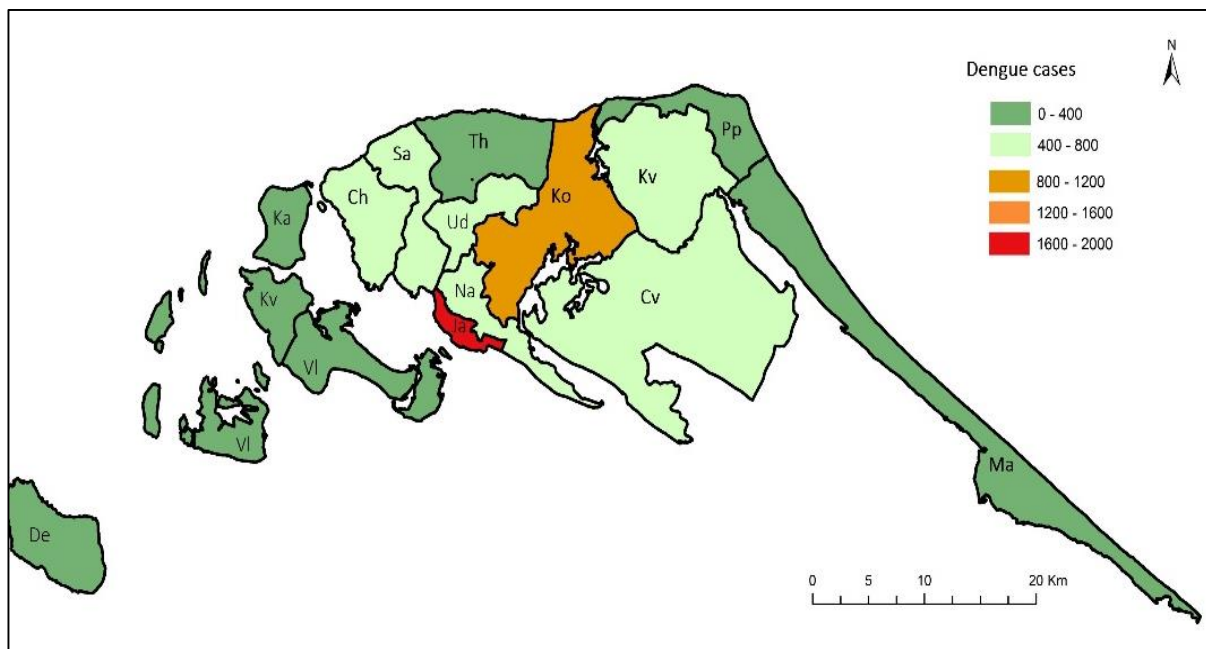 N
Dengue cases
0 - 400
400 - 800
800 - 1200
1200 - 1600
1600 - 2000
Pp
Th
Sa
Kv
Ch
Ko
Ka
Ud
Na
Cv
Kv
Ja
Vl
Vl
Ma
De
0 5 10 20 Km